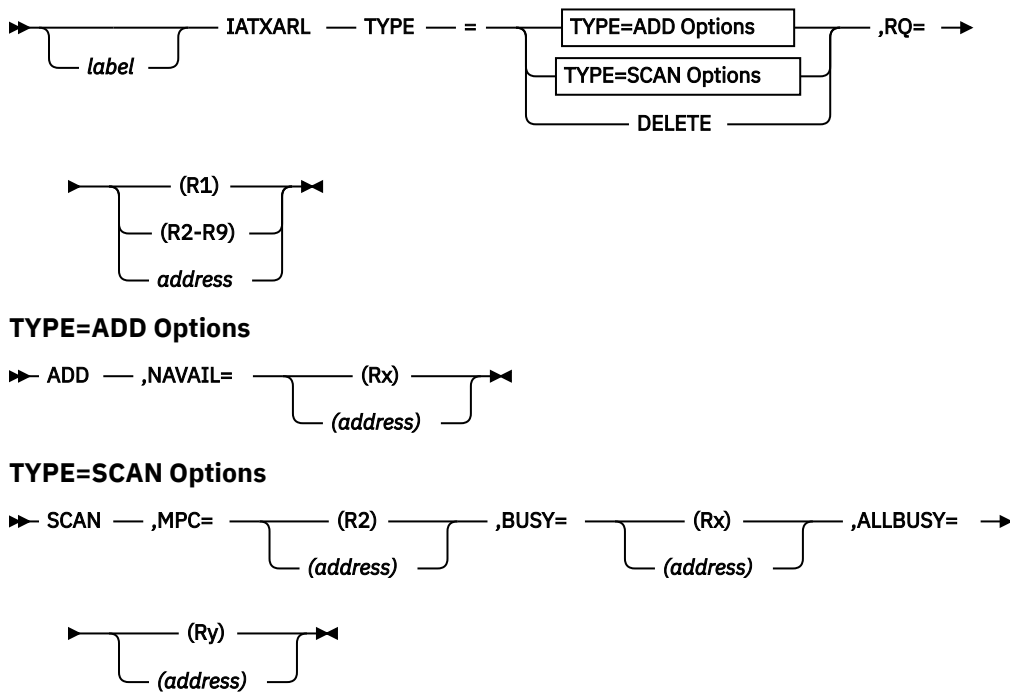 IATXARL TYPE = TYPE=ADD Options ,RQ=
label
TYPE=SCAN Options
DELETE
(R1)
(R2-R9)
address
TYPE=ADD Options
ADD ,NAVAIL= (Rx)
(address)
TYPE=SCAN Options
SCAN ,MPC= (R2) ,BUSY= (Rx) ,ALLBUSY=
(address) (address)
(Ry)
(address)